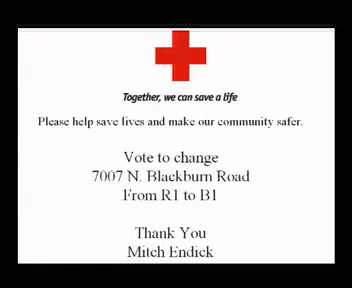 Together, we can save a life
Please help save lives and make our community safer.
Vote to change
7007 N. Blackburn Road
From R1 to B1
Thank You
Mitch Endick